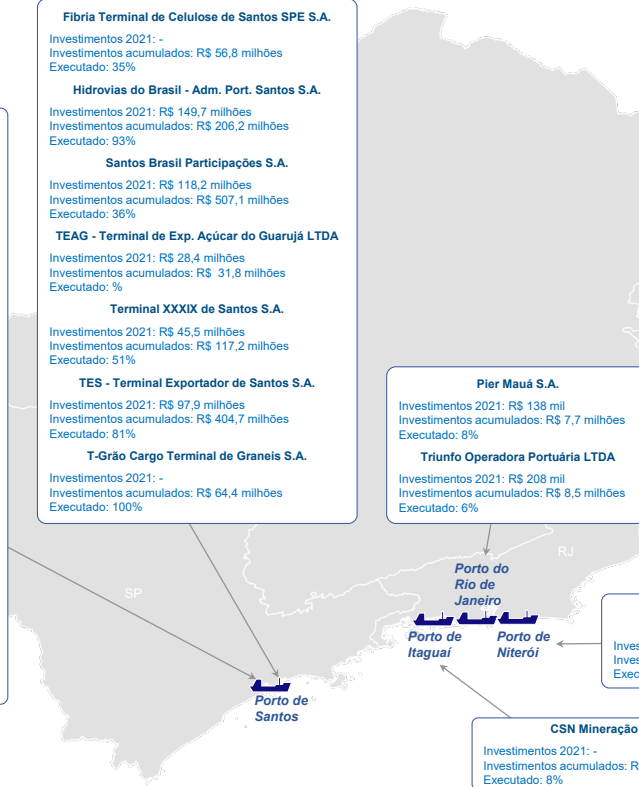 Fibria Terminal de Celulose de Santos SPE S.A.
Investimentos 2021: -
Investimentos acumulados: R$ 56,8 milhões
Executado: 35%
Hidrovias do Brasil - Adm. Port. Santos S.A.
Investimentos 2021: R$ 149,7 milhões
Investimentos acumulados: R$ 206,2 milhões
Executado: 93%
Santos Brasil Participações S.A.
Investimentos 2021: R$ 118,2 milhões
Investimentos acumulados: R$ 507,1 milhões
Executado: 36%
TEAG - Terminal de Exp. Açúcar do Guarujá LTDA
Investimentos 2021: R$ 28,4 milhões
Investimentos acumulados: R$ 31,8 milhões
Executado: %
Terminal XXXIX de Santos S.A.
Investimentos 2021: R$ 45,5 milhões
Investimentos acumulados: R$ 117,2 milhões
Executado: 51%
TES - Terminal Exportador de Santos S.A.
Investimentos 2021: R$ 97,9 milhões
Investimentos acumulados: R$ 404,7 milhões
Executado: 81%
T-Grão Cargo Terminal de Graneis S.A.
Investimentos 2021: -
Investimentos acumulados: R$ 64,4 milhões
Executado: 100%
Pier Mauá S.A.
Investimentos 2021: R$ 138 mil
Investimentos acumulados: R$ 7,7 milhões
Executado: 8%
Triunfo Operadora Portuária LTDA
Investimentos 2021: R$ 208 mil
Investimentos acumulados: R$ 8,5 milhões
Executado: 6%
RJ
SP
Porto do
Rio de
Janeiro
Porto de
Itaguaí
Porto de
Niterói
Porto de
Santos
CSN Mineração
Investimentos 2021: -
Investimentos acumulados: R
Executado: 8%